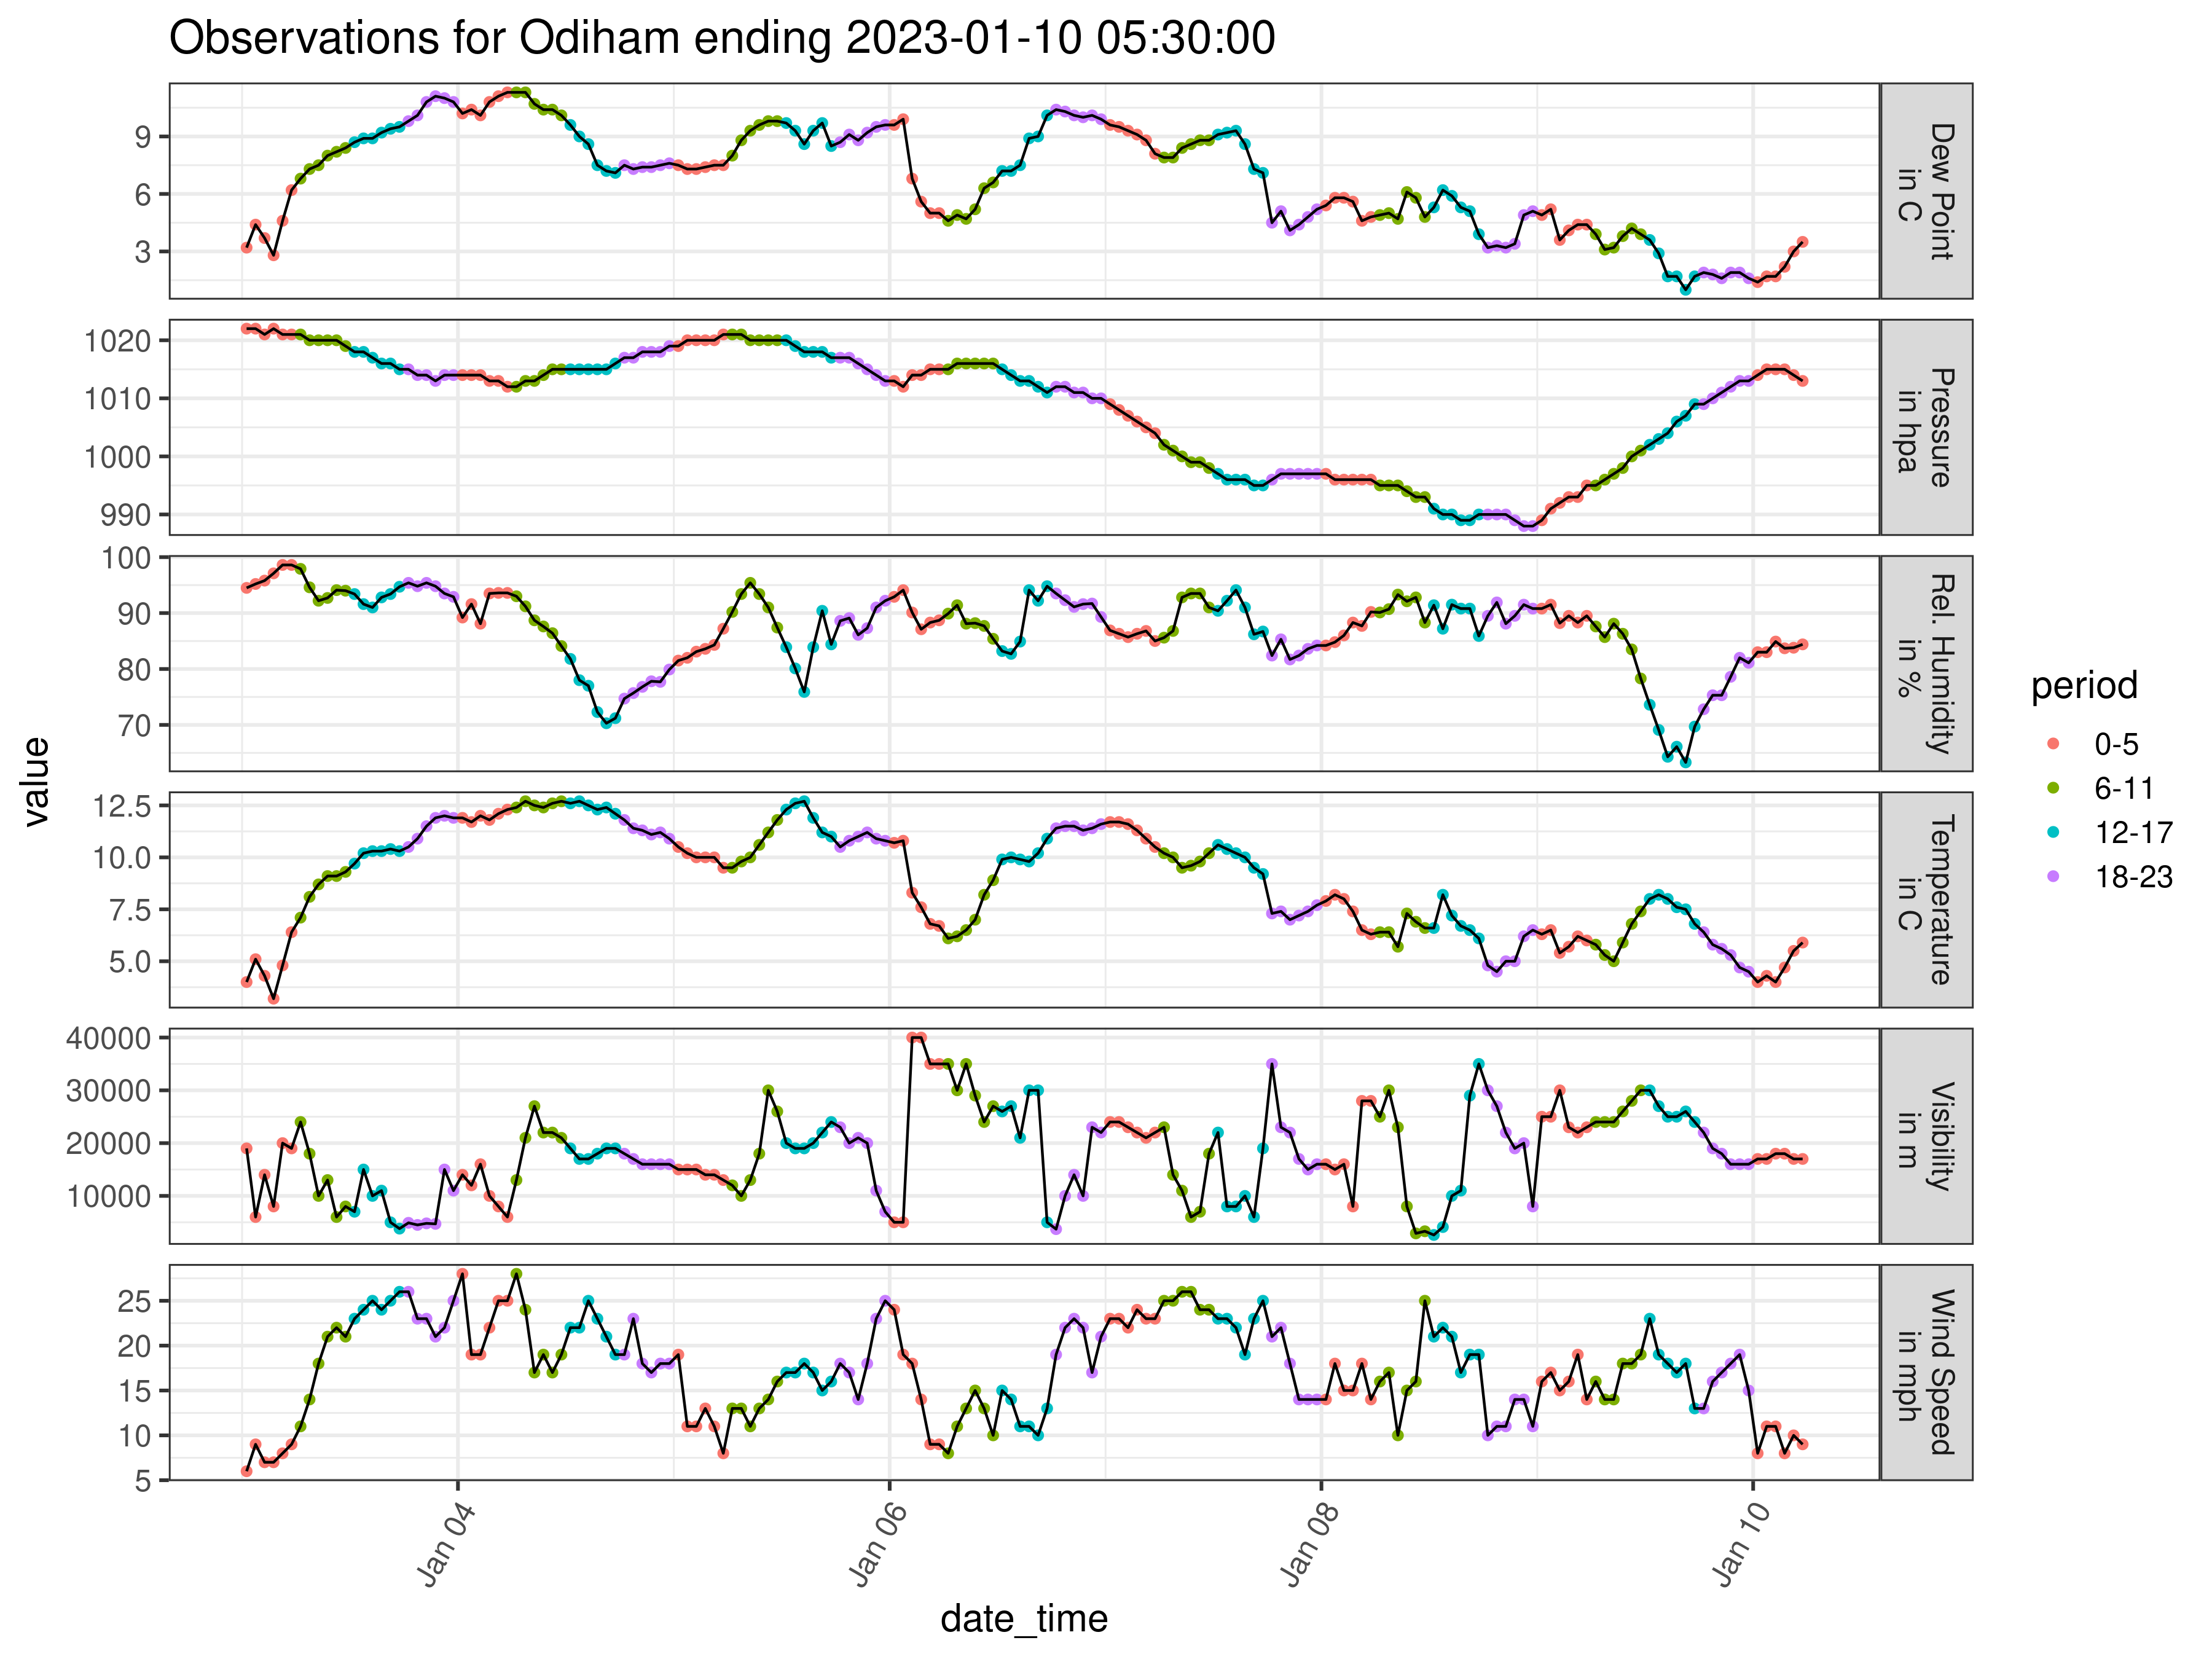 Observations for Odiham ending 2023-01-10 05:30:00
value
9
6
3
Dew Point
in C
1020
1010
1000
990
Pressure
in hpa
100
90
80
70
Rel. Humidity
in %
12.5
10.0
7.5
5.0
Temperature
in C
40000
30000
20000
10000
Visibility
in m
25
20
15
10
5
Wind Speed
in mph
Jan 04
Jan 06
Jan 08
Jan 10
date_time
period
0-5
6-11
12-17
18-23